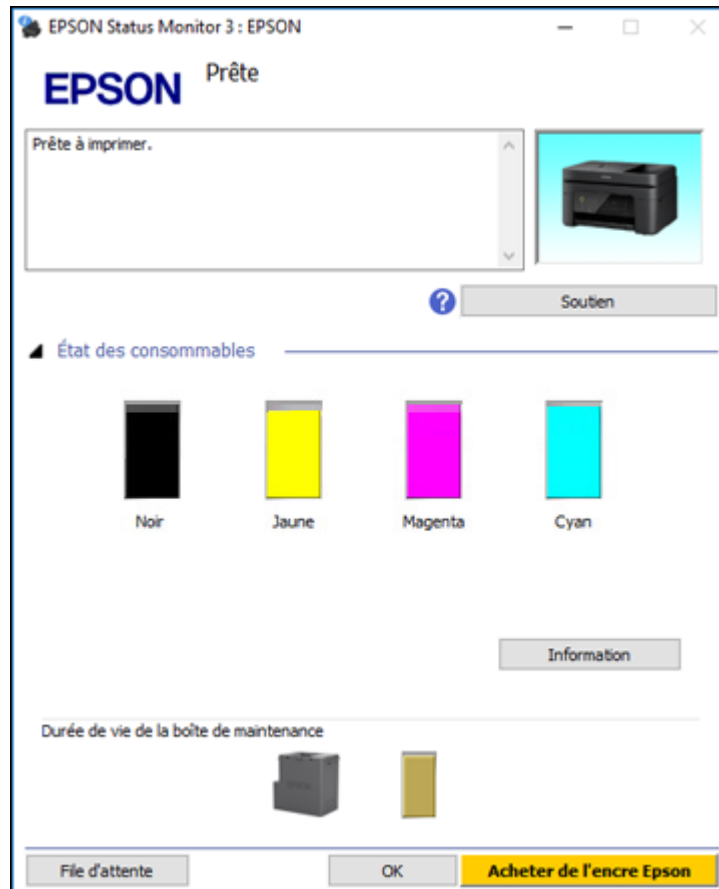 EPSON Status Monitor 3 : EPSON
EPSON
Prête
Prête à imprimer.
?
Soutien
État des consommables
Noir
Jaune
Magenta
Cyan
Information
Durée de vie de la boîte de maintenance
EPSON
File d'attente
OK
Acheter de l'encre Epson